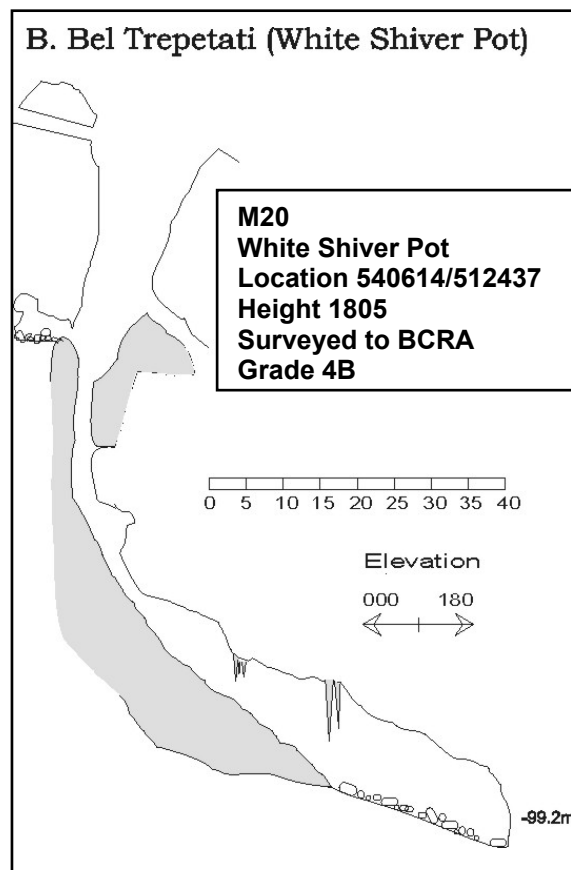 B. Bel Trepetati (White Shiver Pot)
M20
White Shiver Pot
Location 540614/512437
Height 1805
Surveyed to BCRA
Grade 4B
0 5 10 15 20 25 30 35 40
Elevation
000 180
-99.2m